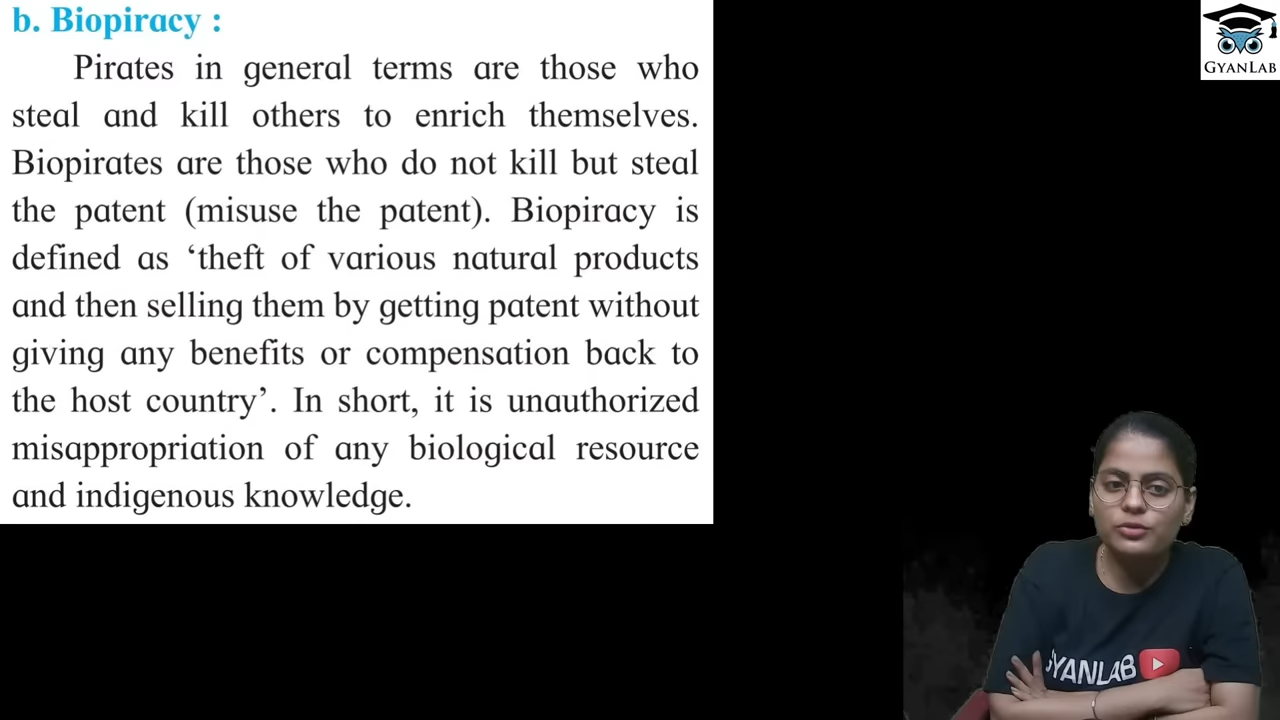 b. Biopiracy :
Pirates in general terms are those who
steal and kill others to enrich themselves.
Biopirates are those who do not kill but steal
the patent (misuse the patent). Biopiracy is
defined as ‘theft of various natural products
and then selling them by getting patent without
giving any benefits or compensation back to
the host country’. In short, it is unauthorized
misappropriation of any biological resource
and indigenous knowledge.
GYANLAB
YANLAB